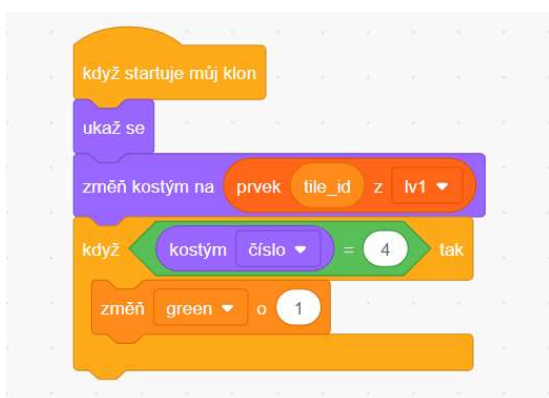 když startuje můj klon
ukaž se
změň kostým na prvek tile_id z lv1
když kostým číslo = 4 tak
změň green o 1